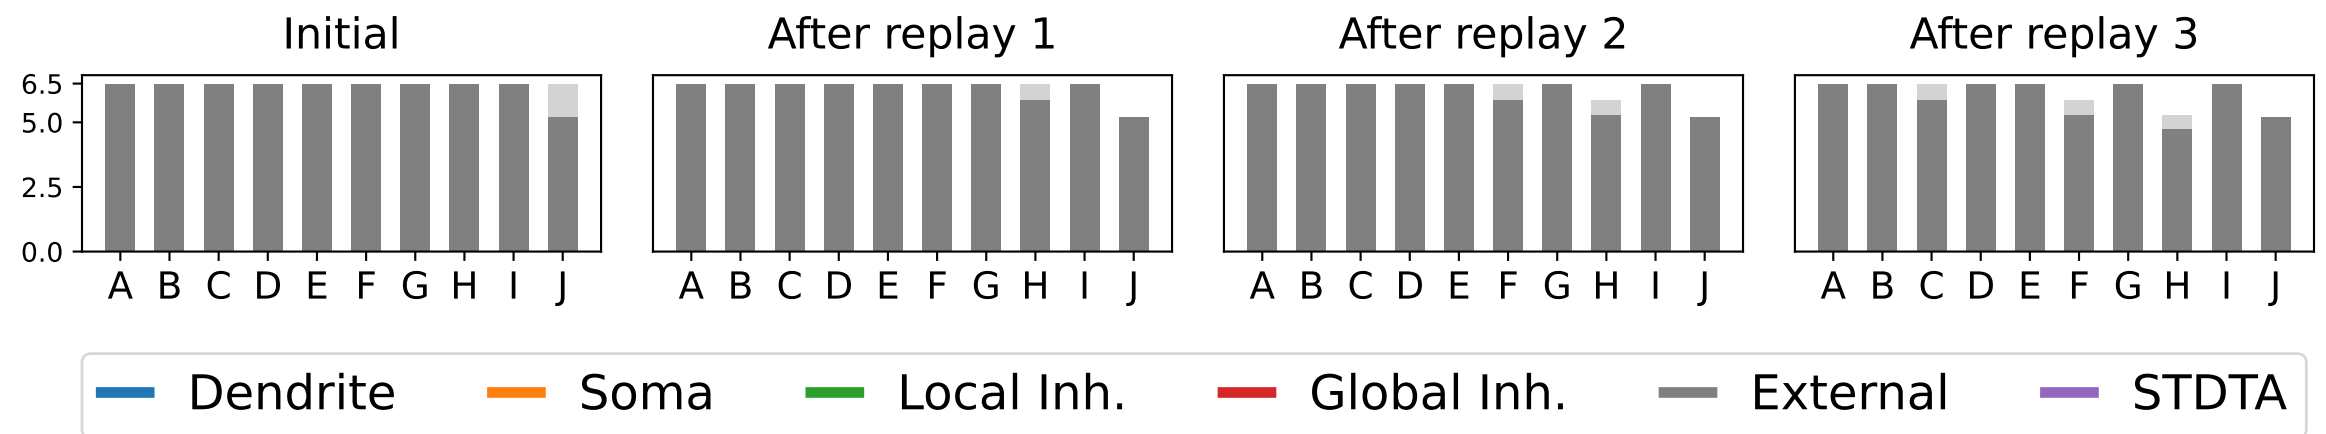 Initial After replay 1 After replay 2 After replay 3
6.5
5.0
2.5
0.0
A B C D E F G H I J A B C D E F G H I J A B C D E F G H I J A B C D E F G H I J
Dendrite Soma Local Inh. Global Inh. External STDTA